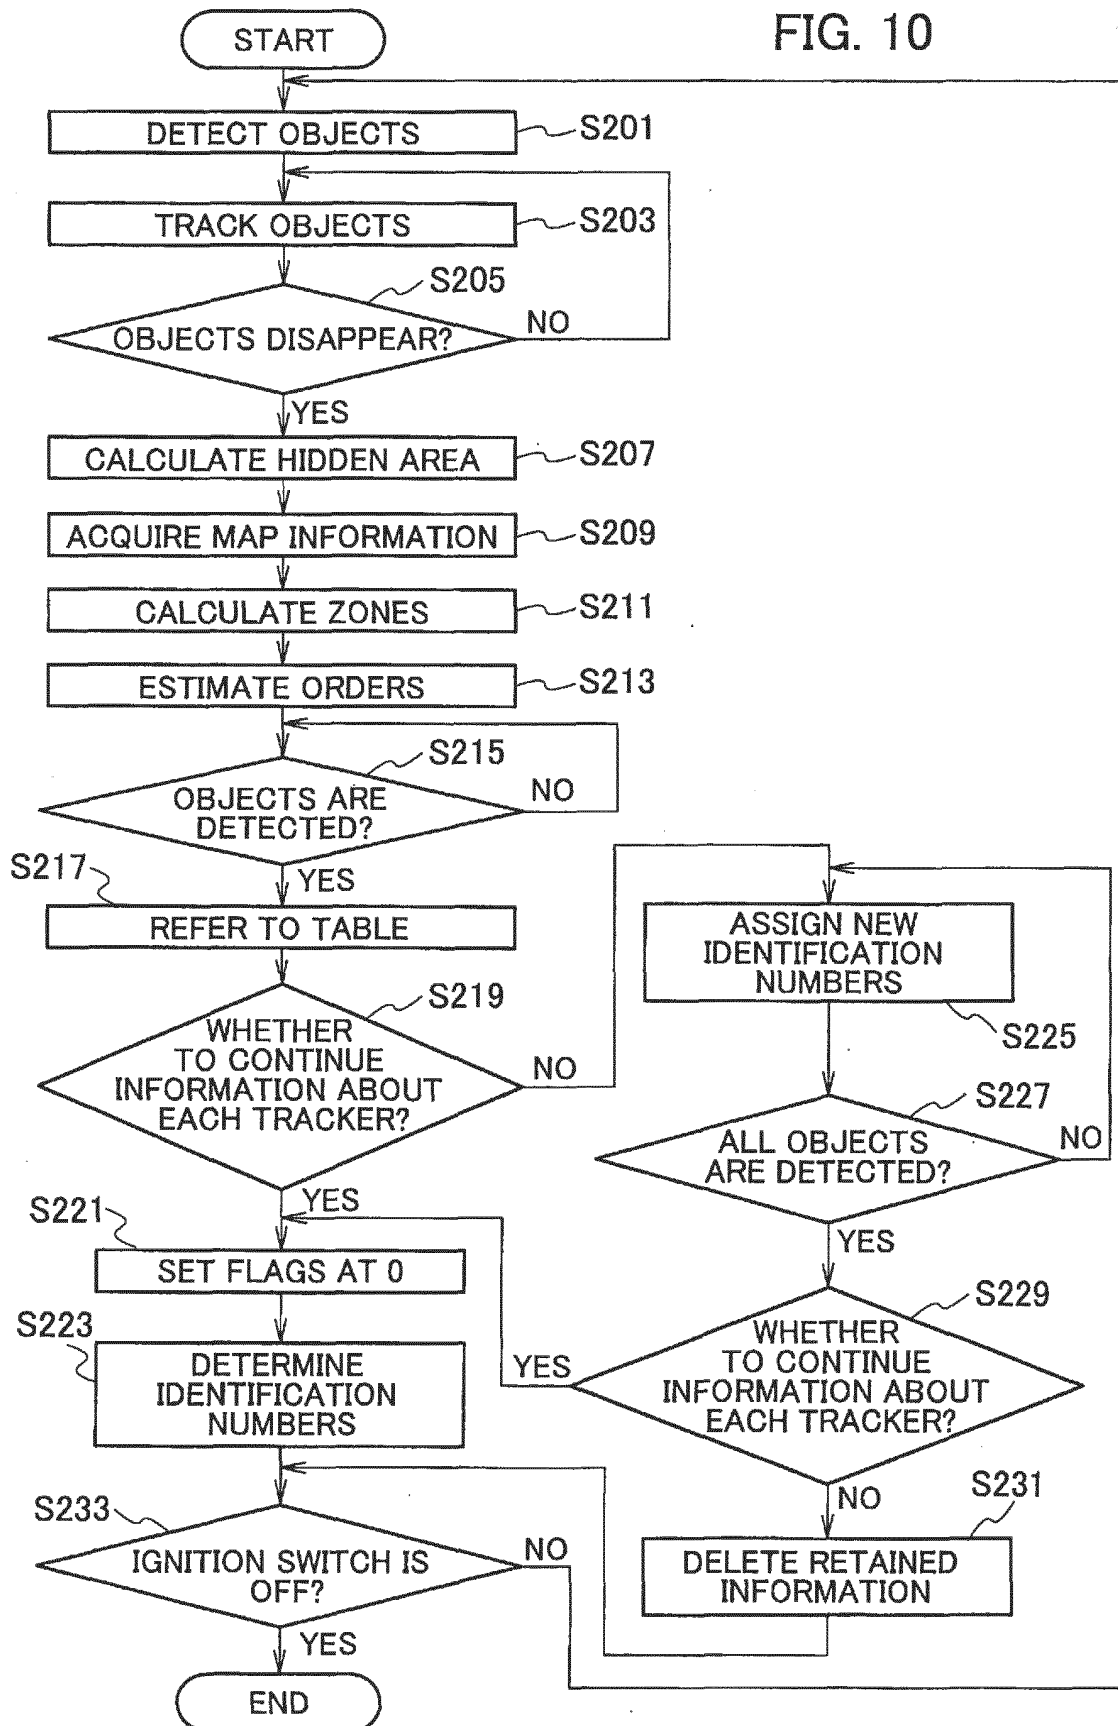 FIG. 10
START
DETECT OBJECTS
S201
TRACK OBJECTS
S203
S205
OBJECTS DISAPPEAR?
NO
YES
CALCULATE HIDDEN AREA
S207
ACQUIRE MAP INFORMATION
S209
CALCULATE ZONES
S211
ESTIMATE ORDERS
S213
S215
OBJECTS ARE
DETECTED?
NO
YES
S217
REFER TO TABLE
S219
WHETHER
TO CONTINUE
INFORMATION ABOUT
EACH TRACKER?
NO
YES
S221
SET FLAGS AT 0
S223
DETERMINE
IDENTIFICATION
NUMBERS
S233
IGNITION SWITCH IS
OFF?
NO
YES
END
ASSIGN NEW
IDENTIFICATION
NUMBERS
S225
S227
ALL OBJECTS
ARE DETECTED?
NO
YES
S229
WHETHER
TO CONTINUE
INFORMATION ABOUT
EACH TRACKER?
YES
NO
S231
DELETE RETAINED
INFORMATION